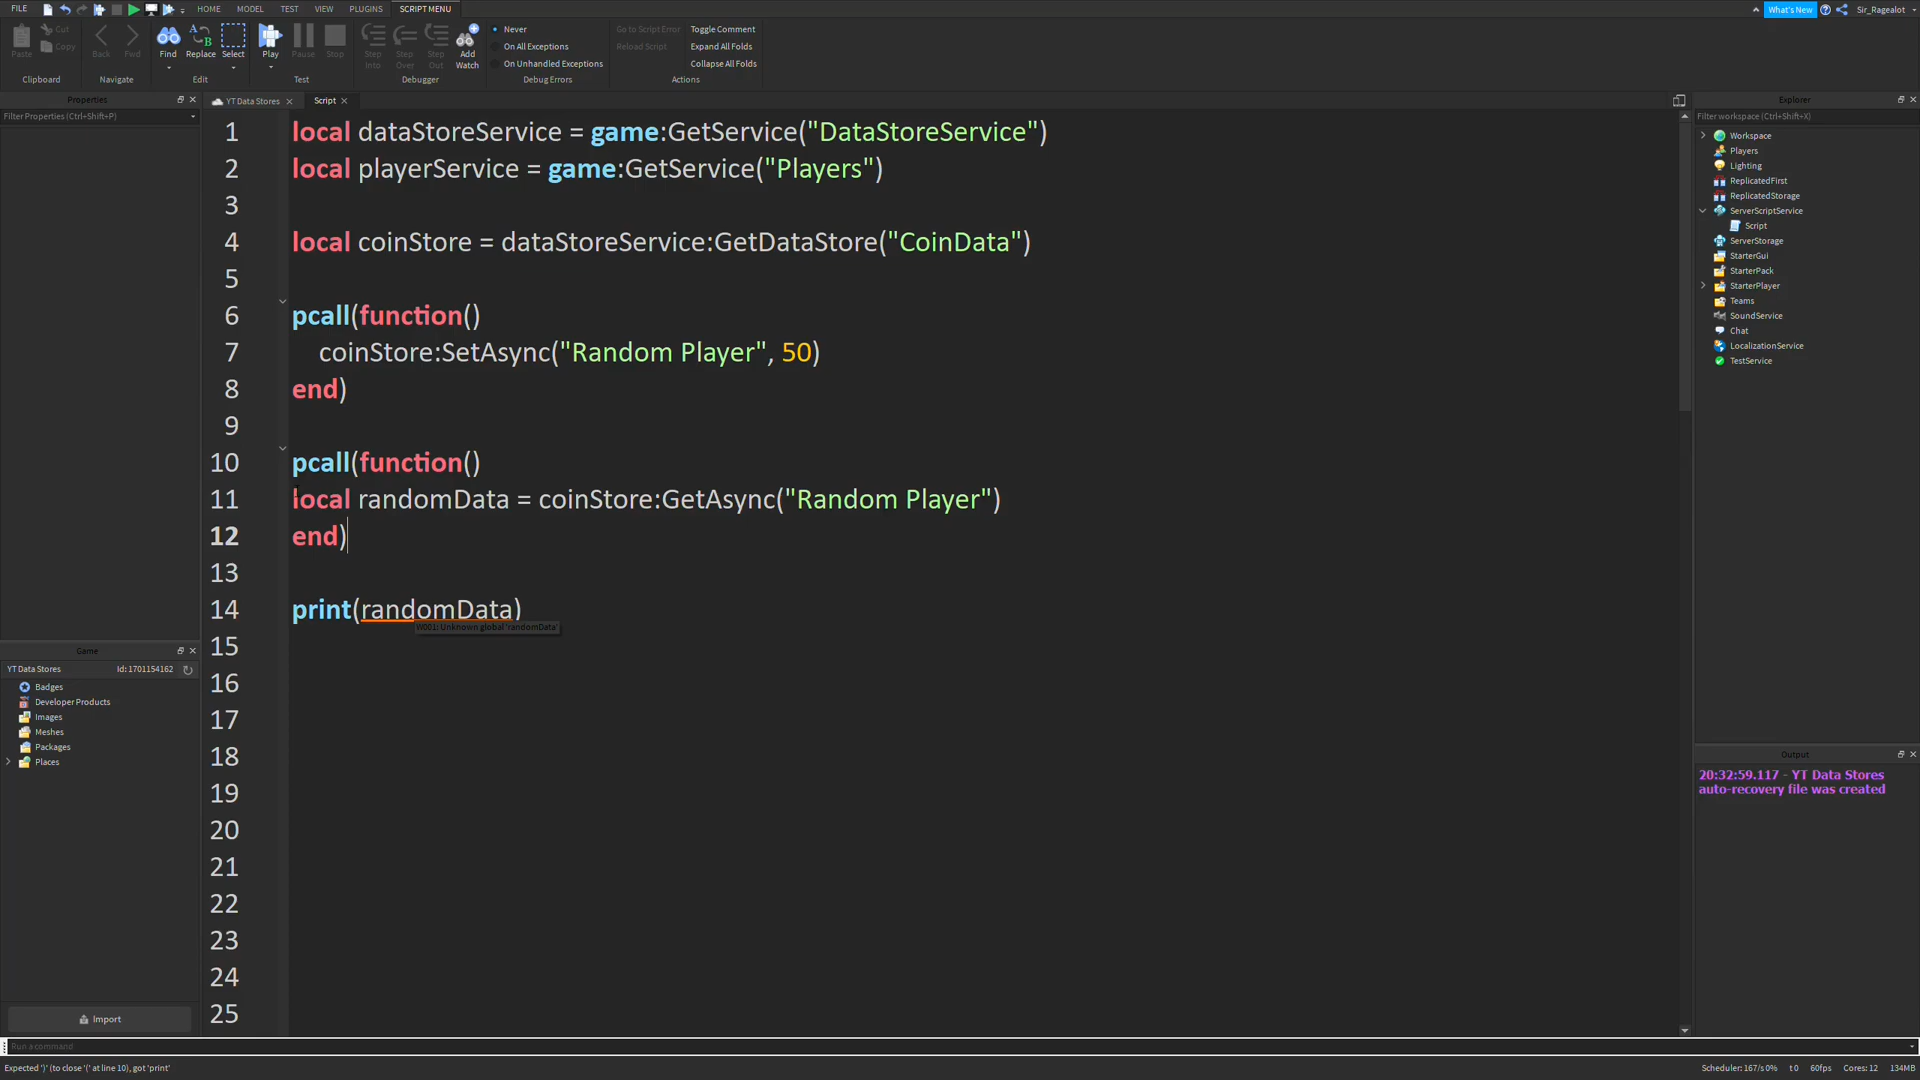 FILE HOME MODEL TEST VIEW PLUGINS SCRIPT MENU What's New Sir_Ragealot
Paste Cut Copy Back Fwd Find Replace Select Play Pause Stop Step Into Step Over Step Out Add Watch
Never
On All Exceptions
On Unhandled Exceptions
Go to Script Error
Reload Script
Toggle Comment
Expand All Folds
Collapse All Folds
Clipboard Navigate Edit Test Debugger Debug Errors Actions
Properties
Filter Properties (Ctrl+Shift+P)
YT Data Stores Script
1 local dataStoreService = game:GetService("DataStoreService")
2 local playerService = game:GetService("Players")
3
4 local coinStore = dataStoreService:GetDataStore("CoinData")
5
6 pcall(function()
7 coinStore:SetAsync("Random Player", 50)
8 end)
9
10 pcall(function()
11 local randomData = coinStore:GetAsync("Random Player")
12 end)
13
14 print(randomData)
W001: Unknown global 'randomData'
15
16
17
18
19
20
21
22
23
24
25
Explorer
Filter workspace (Ctrl+Shift+X)
Workspace
Players
Lighting
ReplicatedFirst
ReplicatedStorage
ServerScriptService
Script
ServerStorage
StarterGui
StarterPack
StarterPlayer
Teams
SoundService
Chat
LocalizationService
TestService
Game
YT Data Stores Id: 1701154162
Badges
Developer Products
Images
Meshes
Packages
Places
Import
Output
20:32:59.117 - YT Data Stores
auto-recovery file was created
Run a command
Expected ')' (to close '(' at line 10), got 'print'
Scheduler: 167/s 0% t 0 60fps Cores: 12 134MB